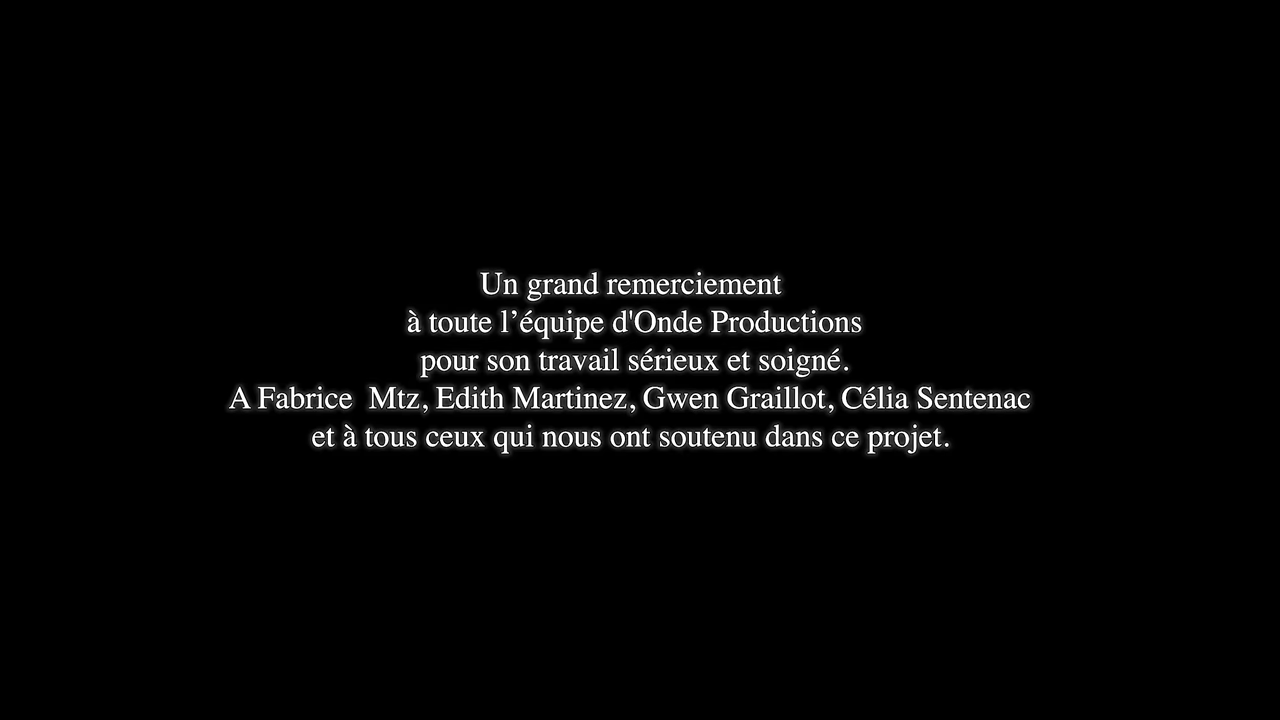 Un grand remerciement
à toute l’équipe d'Onde Productions
pour son travail sérieux et soigné.
A Fabrice  Mtz, Edith Martinez, Gwen Graillot, Célia Sentenac
et à tous ceux qui nous ont soutenu dans ce projet.